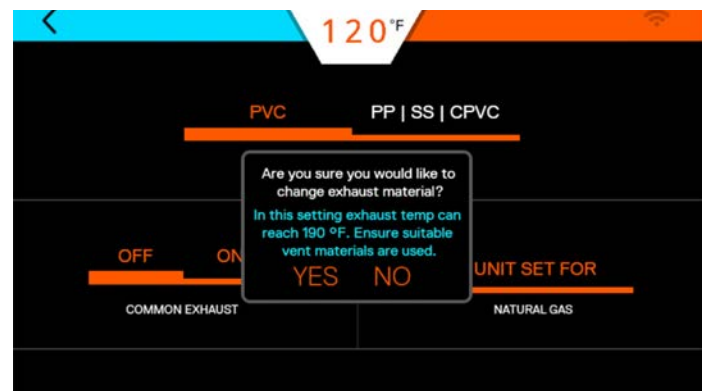 120°F
PVC PP | SS | CPVC
Are you sure you would like to
change exhaust material?
In this setting exhaust temp can
reach 190 ºF. Ensure suitable
vent materials are used.
YES NO
OFF ON
COMMON EXHAUST
UNIT SET FOR
NATURAL GAS